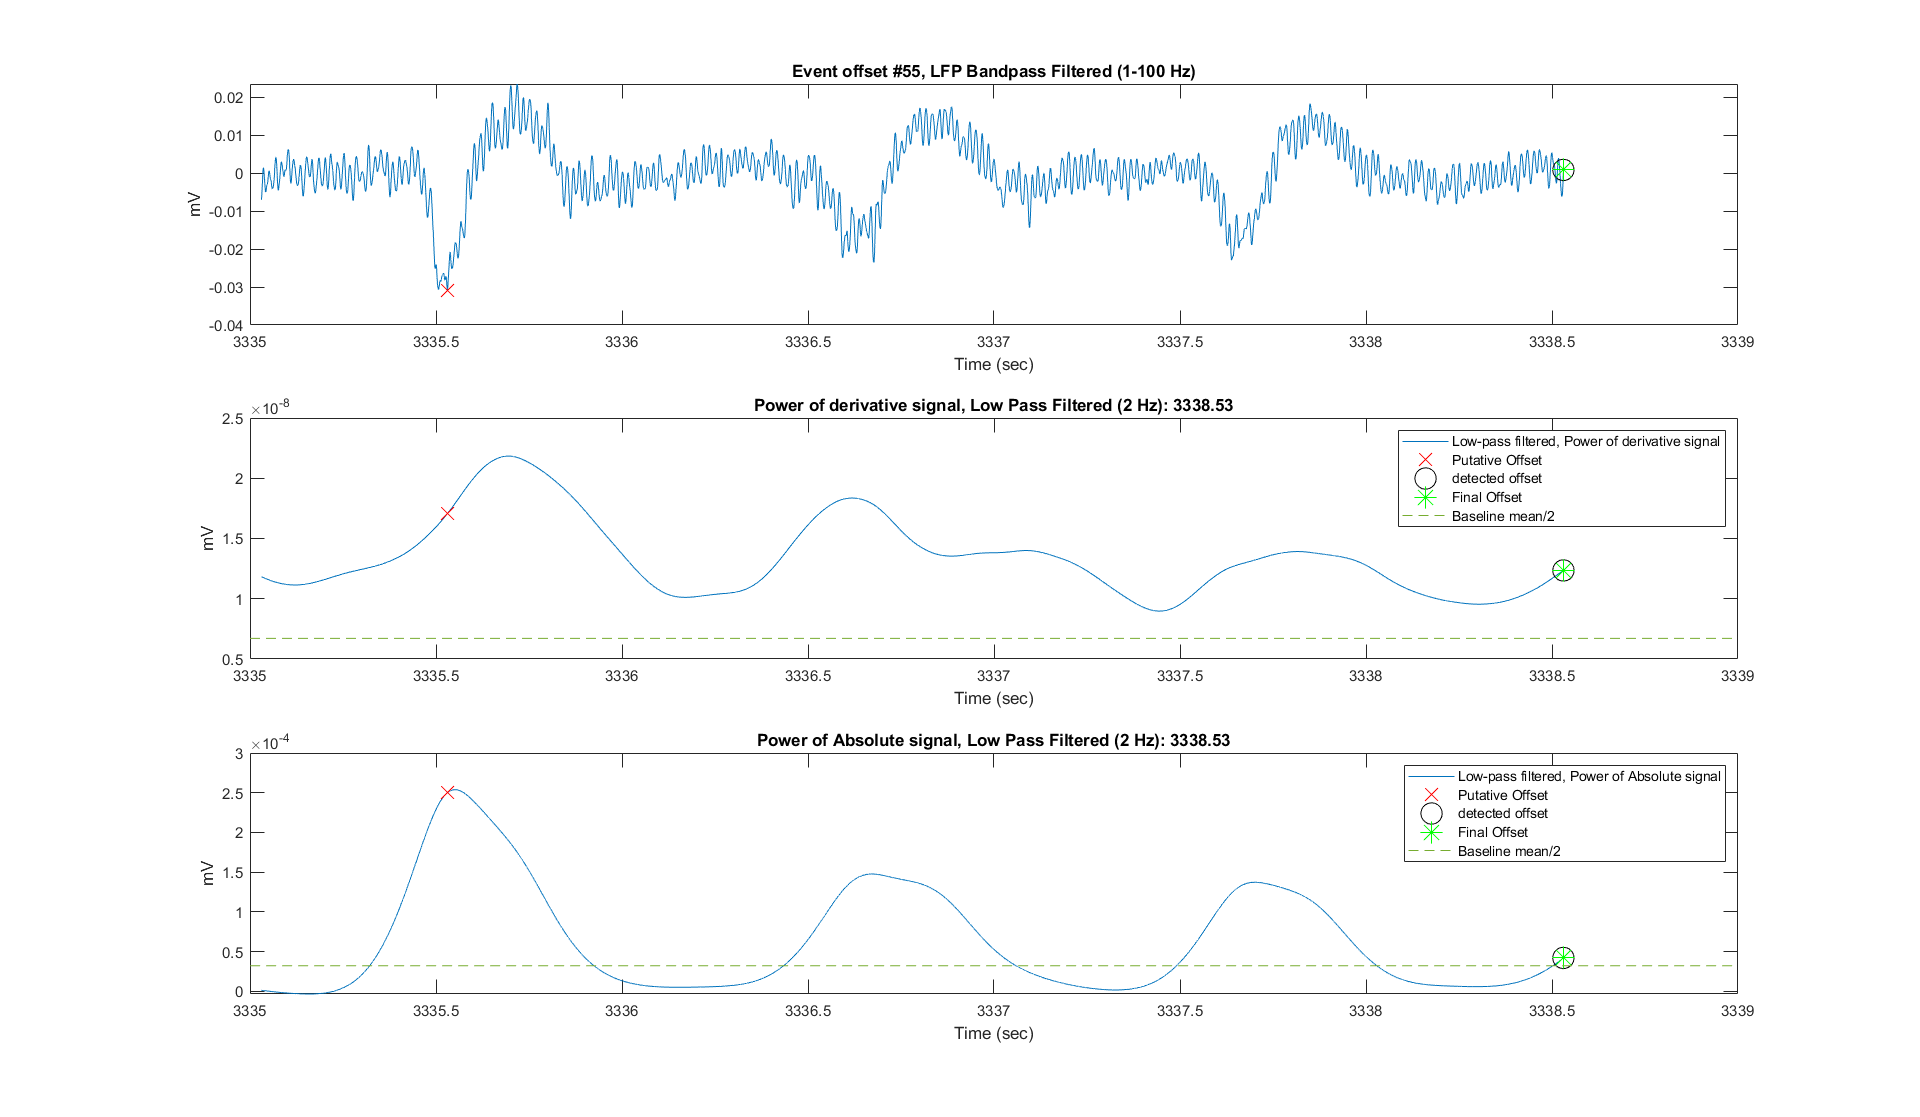 Event offset #55, LFP Bandpass Filtered (1-100 Hz)
0.02
0.01
0
-0.01
-0.02
-0.03
-0.04
mV
3335 3335.5 3336 3336.5 3337 3337.5 3338 3338.5 3339
Time (sec)
Power of derivative signal, Low Pass Filtered (2 Hz): 3338.53
×10-8
2.5
2
1.5
1
0.5
mV
Low-pass filtered, Power of derivative signal
Putative Offset
detected offset
Final Offset
Baseline mean/2
3335 3335.5 3336 3336.5 3337 3337.5 3338 3338.5 3339
Time (sec)
Power of Absolute signal, Low Pass Filtered (2 Hz): 3338.53
×10-4
3
2.5
2
1.5
1
0.5
0
mV
Low-pass filtered, Power of Absolute signal
Putative Offset
detected offset
Final Offset
Baseline mean/2
3335 3335.5 3336 3336.5 3337 3337.5 3338 3338.5 3339
Time (sec)